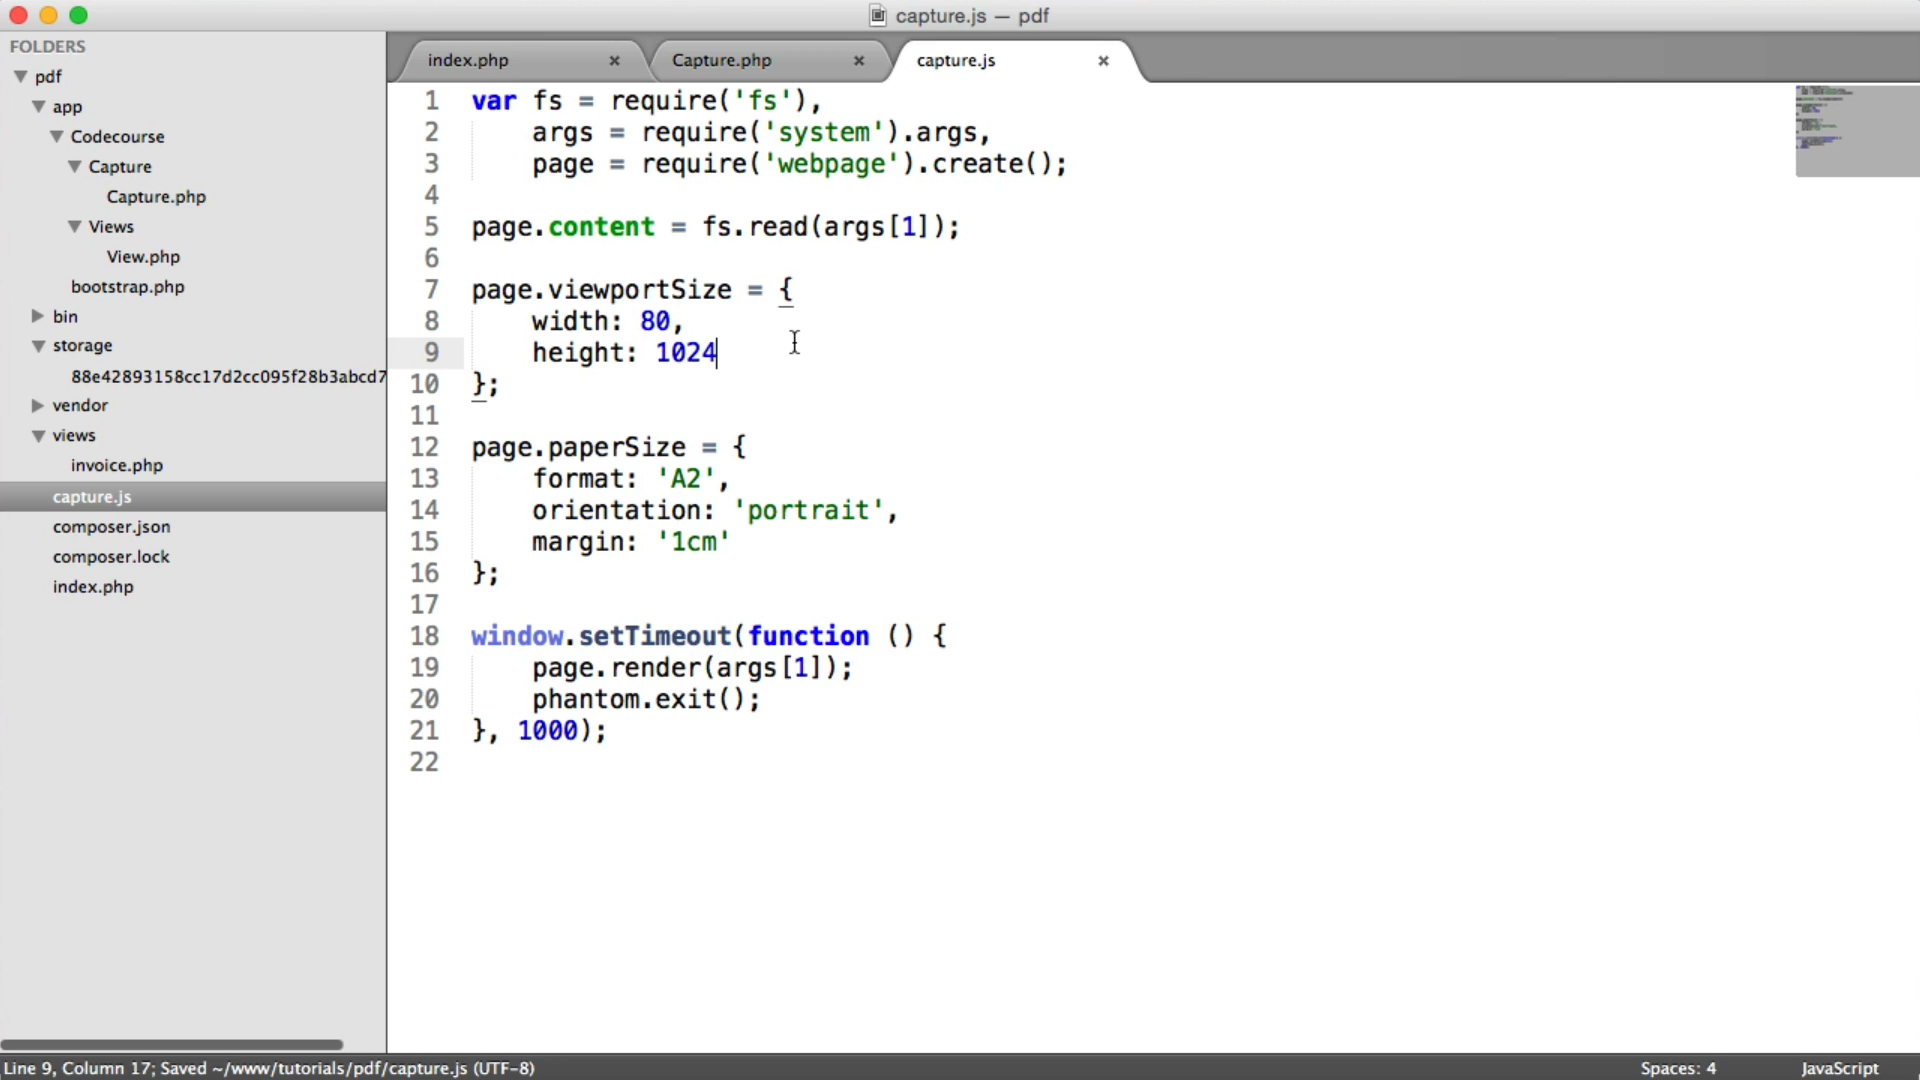 capture.js — pdf
FOLDERS
pdf
app
Codecourse
Capture
Capture.php
Views
View.php
bootstrap.php
bin
storage
88e42893158cc17d2cc095f28b3abcd7
vendor
views
invoice.php
capture.js
composer.json
composer.lock
index.php
index.php × Capture.php × capture.js ×
1 var fs = require('fs'),
2 args = require('system').args,
3 page = require('webpage').create();
4
5 page.content = fs.read(args[1]);
6
7 page.viewportSize = {
8 width: 80,
9 height: 1024
10 };
11
12 page.paperSize = {
13 format: 'A2',
14 orientation: 'portrait',
15 margin: '1cm'
16 };
17
18 window.setTimeout(function () {
19 page.render(args[1]);
20 phantom.exit();
21 }, 1000);
22
Line 9, Column 17; Saved ~/www/tutorials/pdf/capture.js (UTF-8) Spaces: 4 JavaScript